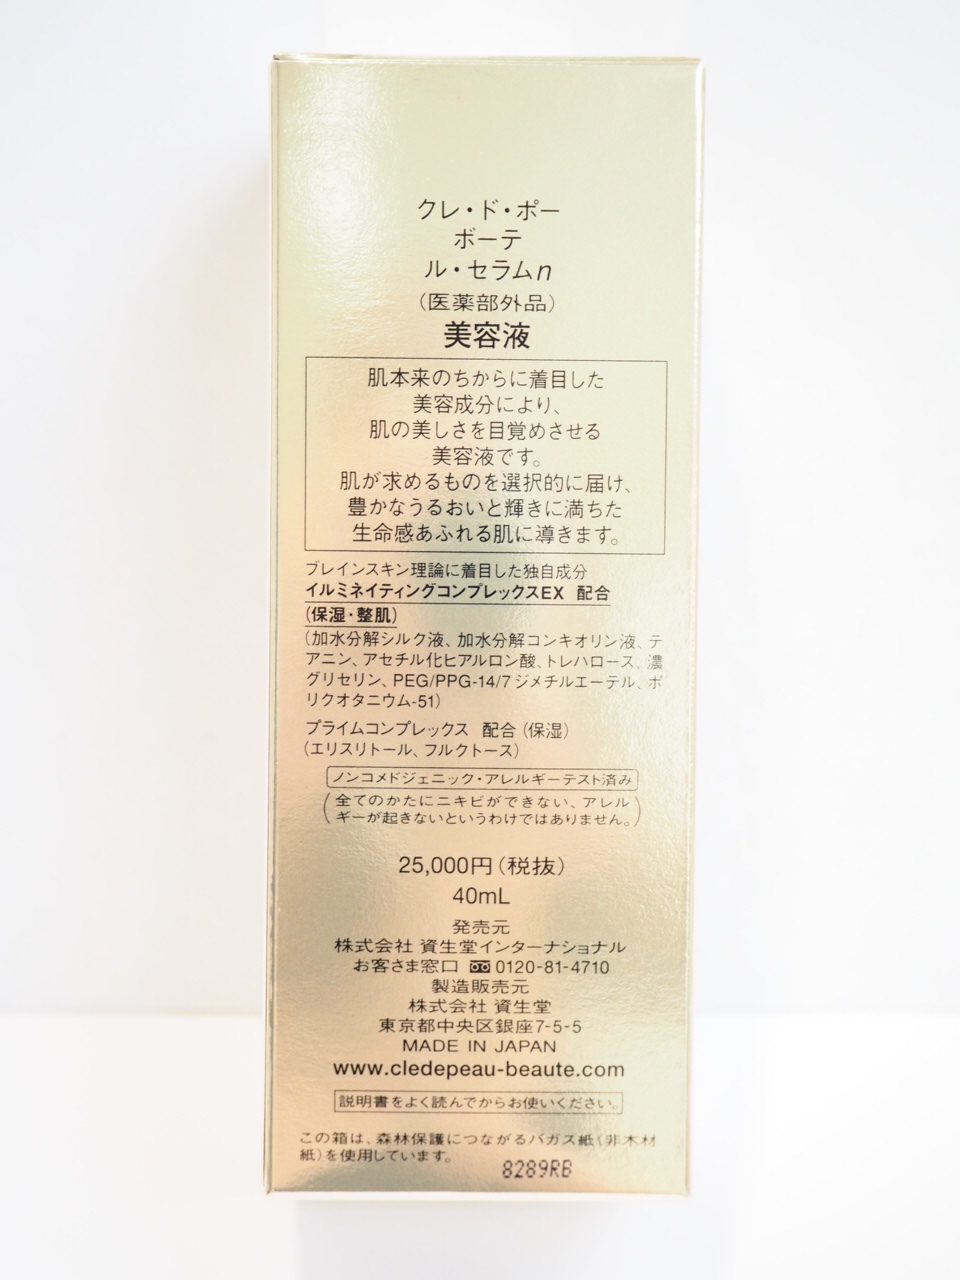 クレ・ド・ポー
ボーテ
ル・セラムn
（医薬部外品）
美容液
肌本来のちからに着目した
美容成分により、
肌の美しさを目覚めさせる
美容液です。
肌が求めるものを選択的に届け、
豊かなうるおいと輝きに満ちた
生命感あふれる肌に導きます。
ブレインスキン理論に着目した独自成分
イルミネイティングコンプレックスEX 配合
（保湿・整肌）
（加水分解シルク液、加水分解コンキオリン液、テ
アニン、アセチル化ヒアルロン酸、トレハロース、濃
グリセリン、PEG/PPG-14/7ジメチルエーテル、ポ
リクオタニウム-51）
プライムコンプレックス 配合（保湿）
（エリスリトール、フルクトース）
ノンコメドジェニック・アレルギーテスト済み
（全てのかたにニキビができない、アレル
ギーが起きないというわけではありません。）
25,000円（税抜）
40mL
発売元
株式会社 資生堂インターナショナル
お客さま窓口 0120-81-4710
製造販売元
株式会社 資生堂
東京都中央区銀座7-5-5
MADE IN JAPAN
www.cledepeau-beaute.com
説明書をよく読んでからお使いください。
この箱は、森林保護につながるバガス紙（非木材
紙）を使用しています。
8289RB